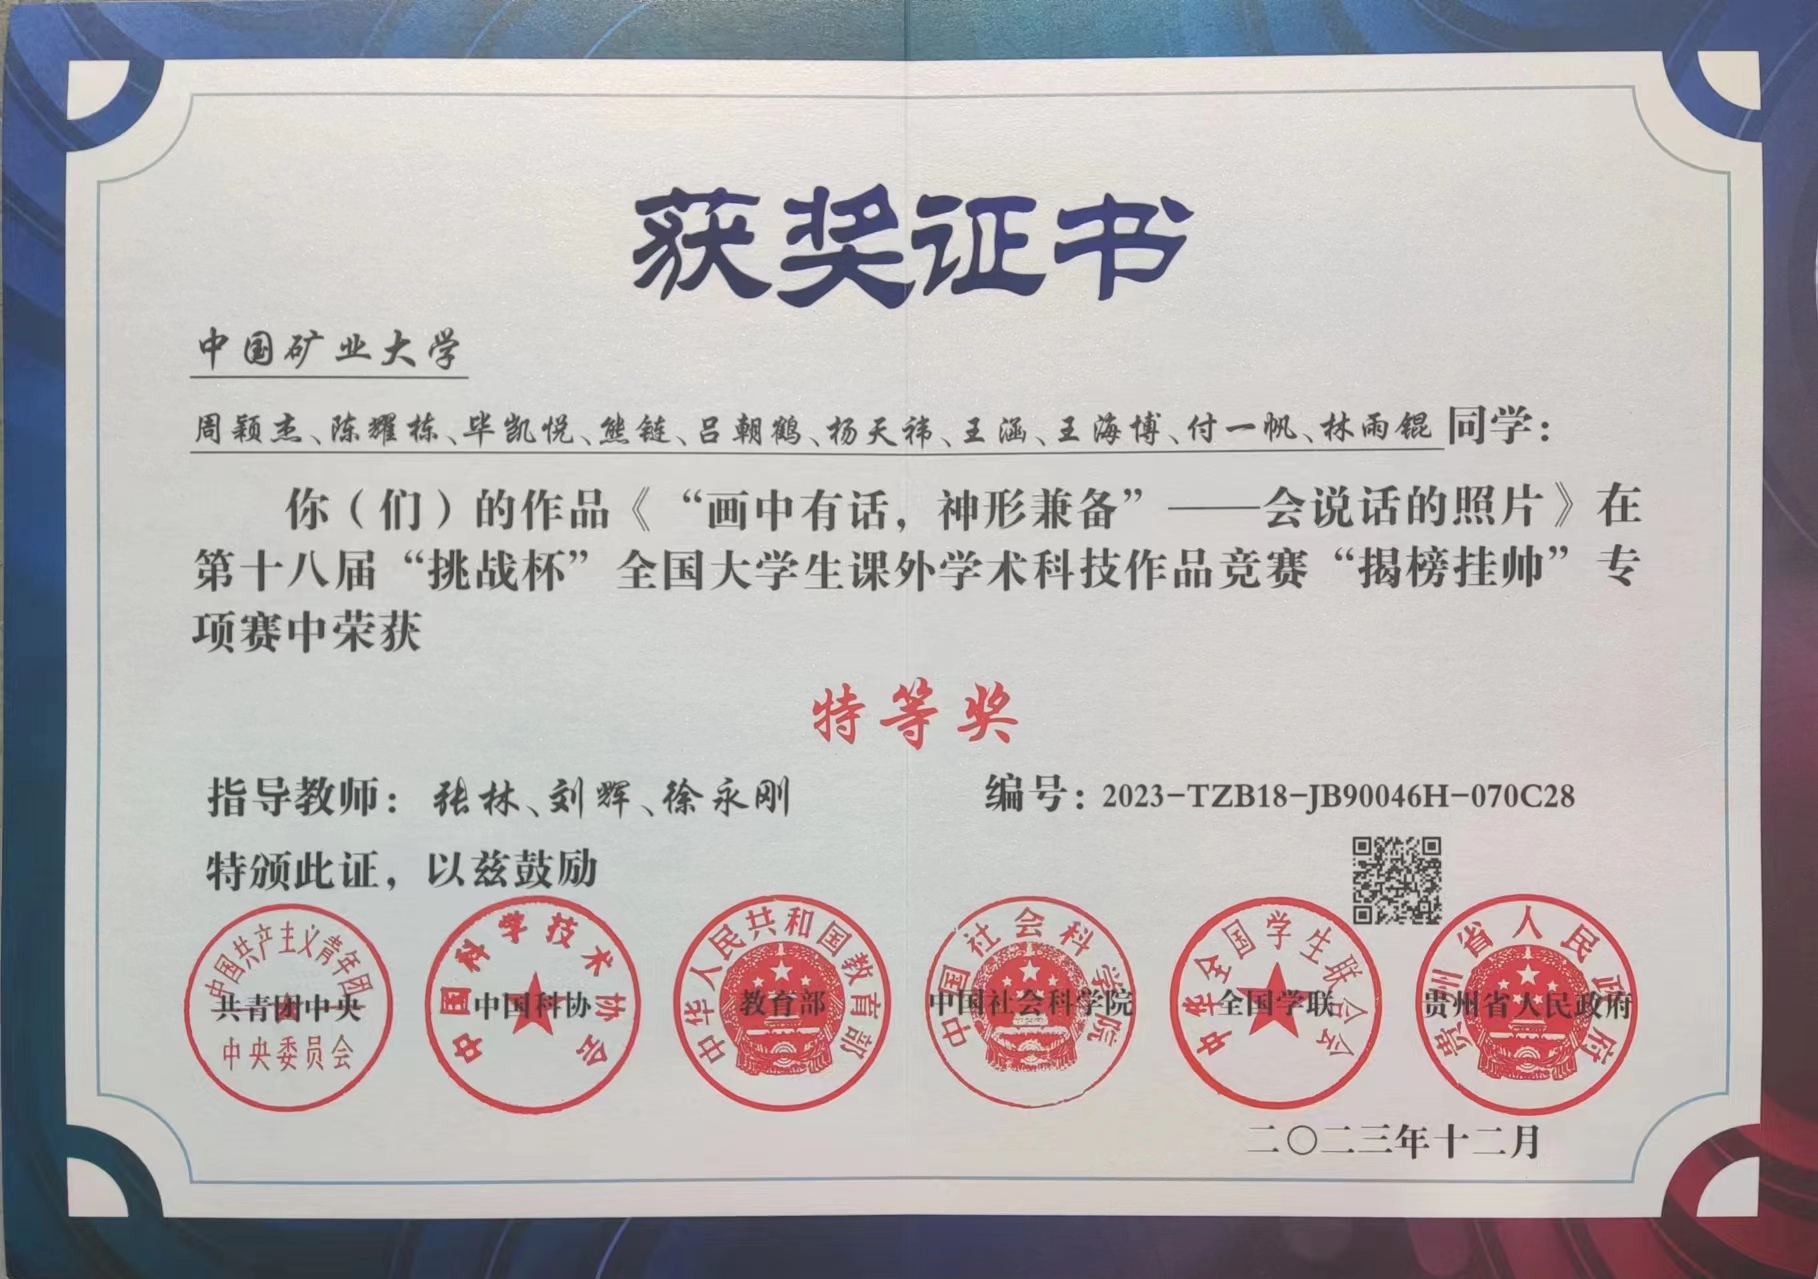 获奖证书
中国矿业大学
周颖杰、陈耀栋、毕凯悦、熊链、吕朝鹤、杨天祎、王涵、王海博、付一帆、林雨锟 同学：
你（们）的作品《“画中有话，神形兼备”——会说话的照片》在
第十八届“挑战杯”全国大学生课外学术科技作品竞赛“揭榜挂帅”专
项赛中荣获
特等奖
指导教师：张林、刘辉、徐永刚
编号：2023-TZB18-JB90046H-070C28
特颁此证，以兹鼓励
中国共产主义青年团
共青团中央
中央委员会
中国科学技术协会
中国科协
中华人民共和国教育部
教育部
中国社会科学院
中国社会科学院
中华全国学生联合会
全国学联
贵州省人民政府
贵州省人民政府
二〇二三年十二月